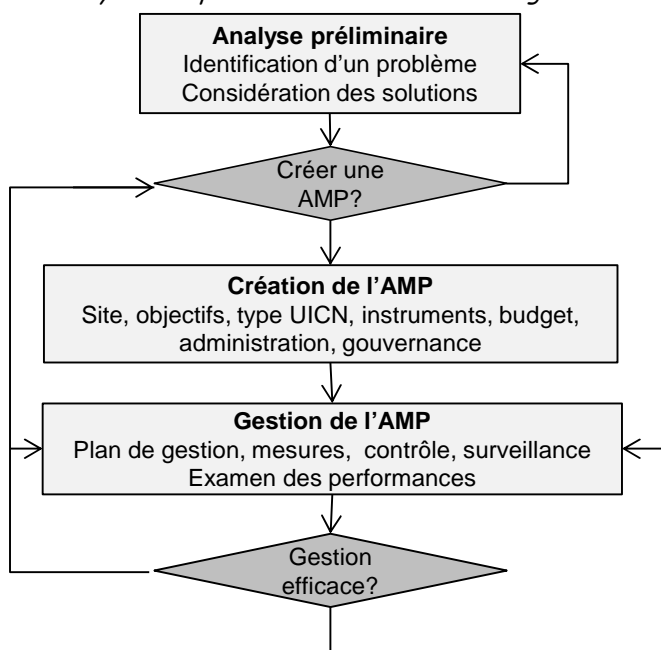 Analyse préliminaire
Identification d'un problème
Considération des solutions
Créer une
AMP?
Création de l'AMP
Site, objectifs, type UICN, instruments, budget,
administration, gouvernance
Gestion de l'AMP
Plan de gestion, mesures, contrôle, surveillance
Examen des performances
Gestion
efficace?